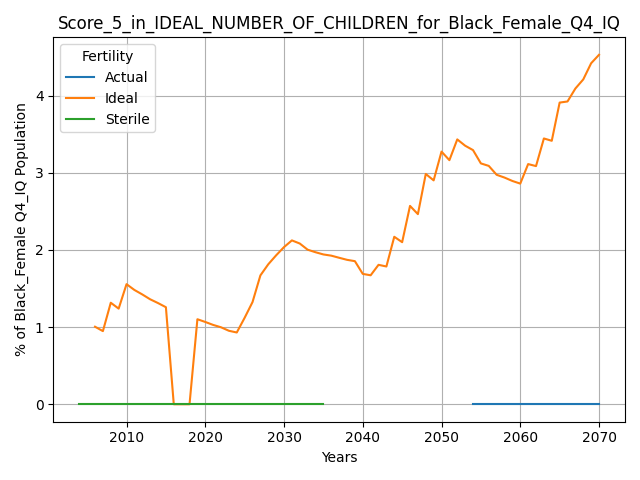 Score_5_in_IDEAL_NUMBER_OF_CHILDREN_for_Black_Female_Q4_IQ
Fertility
Actual
Ideal
Sterile
% of Black_Female Q4_IQ Population
4
3
2
1
0
2010 2020 2030 2040 2050 2060 2070
Years